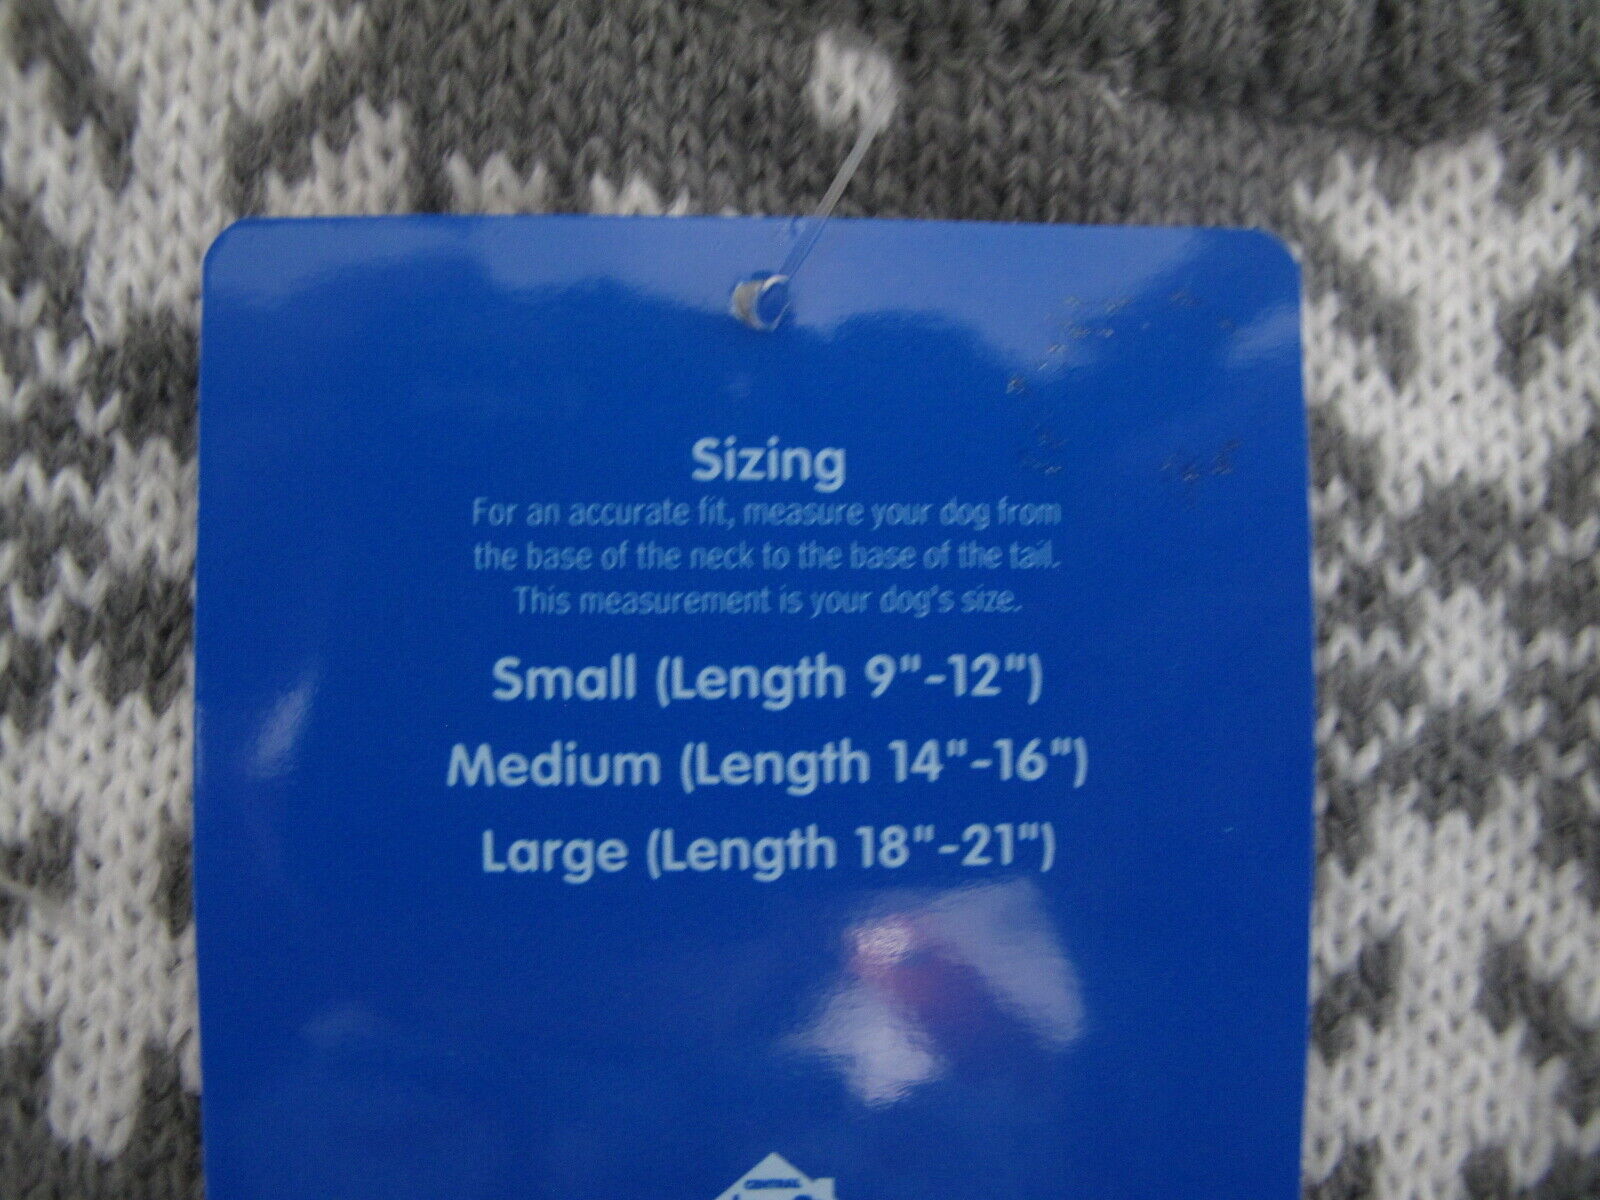 Sizing
For an accurate fit, measure your dog from
the base of the neck to the base of the tail.
This measurement is your dog's size.
Small (Length 9"-12")
Medium (Length 14"-16")
Large (Length 18"-21")
CENTRAL